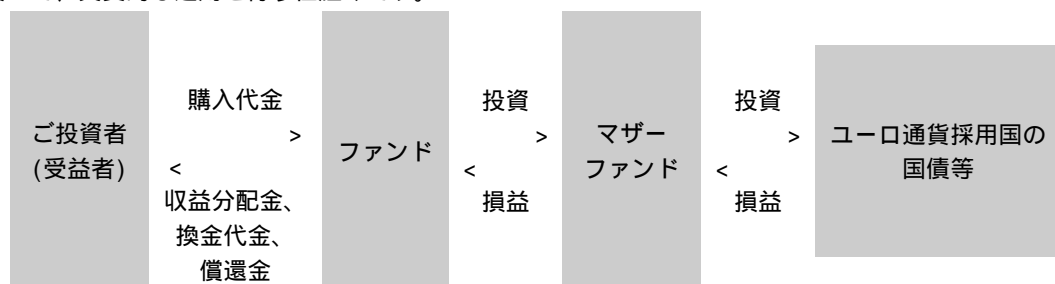 ご投資者
(受益者)
購入代金
>
<
収益分配金、
換金代金、
償還金
ファンド
投資
>
<
損益
マザー
ファンド
投資
>
<
損益
ユーロ通貨採用国の
国債等